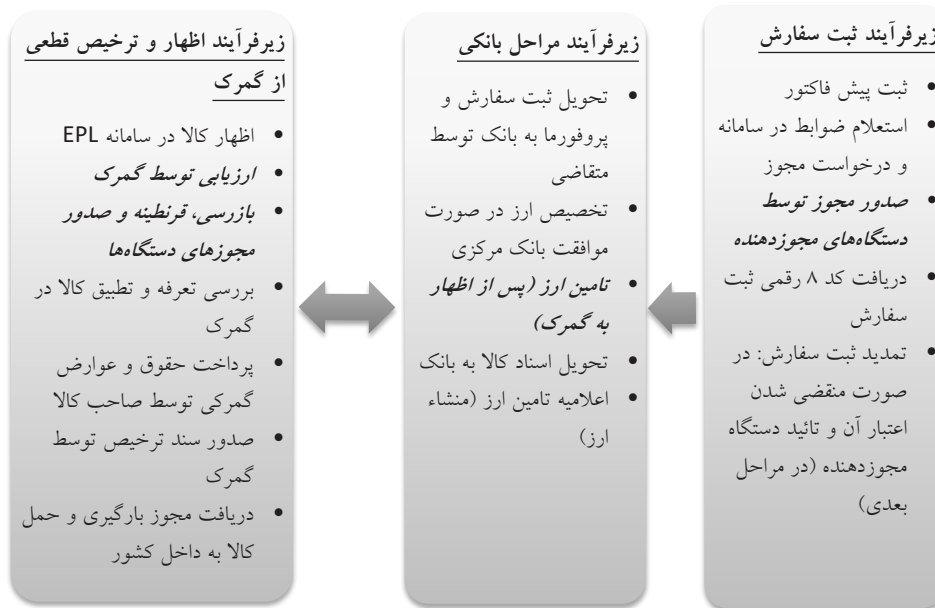 زیرفرآیند ثبت سفارش
• ثبت پیش فاکتور
• استعلام ضوابط در سامانه
و درخواست مجوز
• صدور مجوز توسط
دستگاه‌های مجوزدهنده
• دریافت کد ۸ رقمی ثبت
سفارش
• تمدید ثبت سفارش: در
صورت منقضی شدن
اعتبار آن و تائید دستگاه
مجوزدهنده (در مراحل
بعدی)
زیرفرآیند مراحل بانکی
• تحویل ثبت سفارش و
پروفورما به بانک توسط
متقاضی
• تخصیص ارز در صورت
موافقت بانک مرکزی
• تامین ارز (پس از اظهار
به گمرک)
• تحویل اسناد کالا به بانک
• اعلامیه تامین ارز (منشاء
ارز)
زیرفرآیند اظهار و ترخیص قطعی
از گمرک
• اظهار کالا در سامانه EPL
• ارزیابی توسط گمرک
• بازرسی، قرنطینه و صدور
مجوزهای دستگاه‌ها
• بررسی تعرفه و تطبیق کالا در
گمرک
• پرداخت حقوق و عوارض
گمرکی توسط صاحب کالا
• صدور سند ترخیص توسط
گمرک
• دریافت مجوز بارگیری و حمل
کالا به داخل کشور